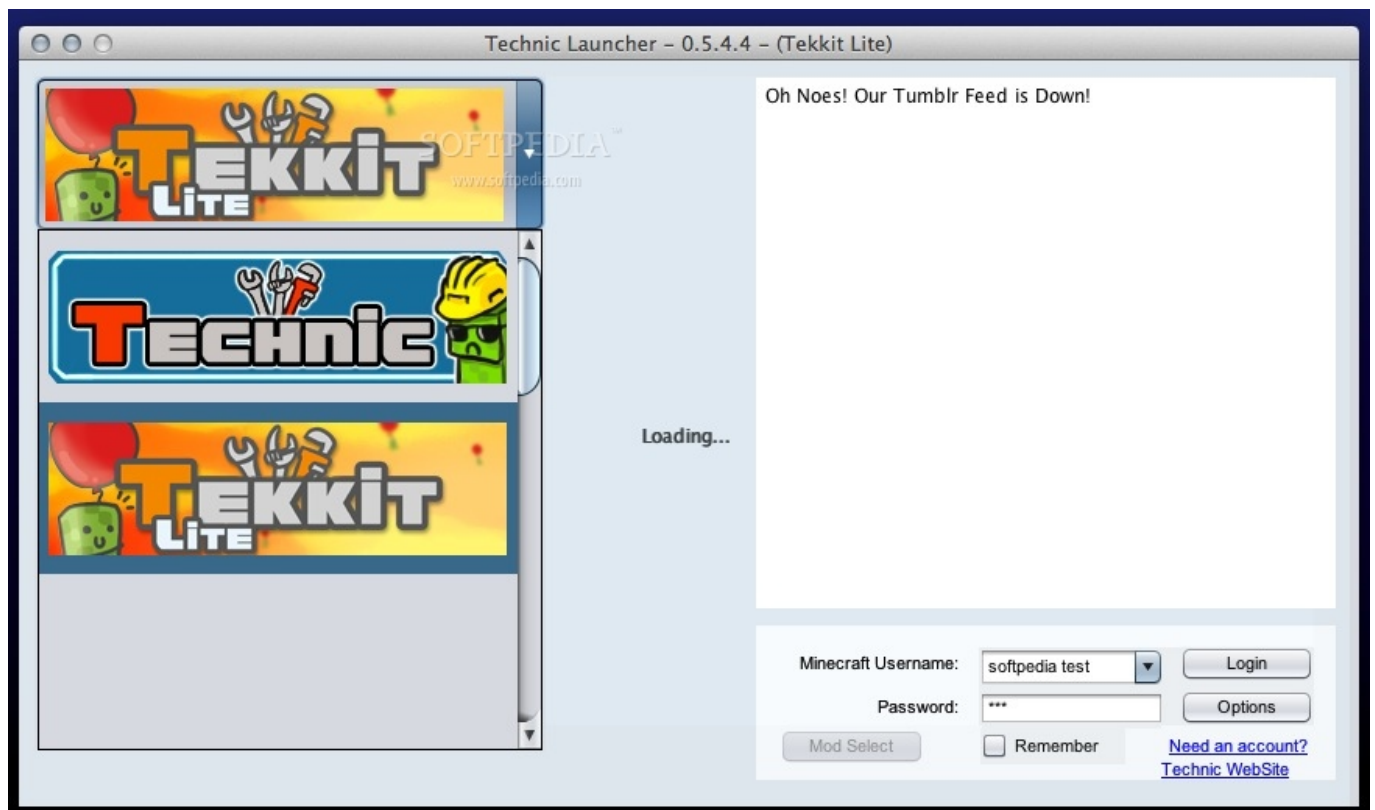 Technic Launcher – 0.5.4.4 – (Tekkit Lite)
TEKKIT
LITE
SOFTPEDIA™
www.softpedia.com
Oh Noes! Our Tumblr Feed is Down!
TECHNIC
Loading...
TEKKIT
LITE
Minecraft Username:
softpedia test
Login
Password:
***
Options
Mod Select
Remember
Need an account?
Technic WebSite